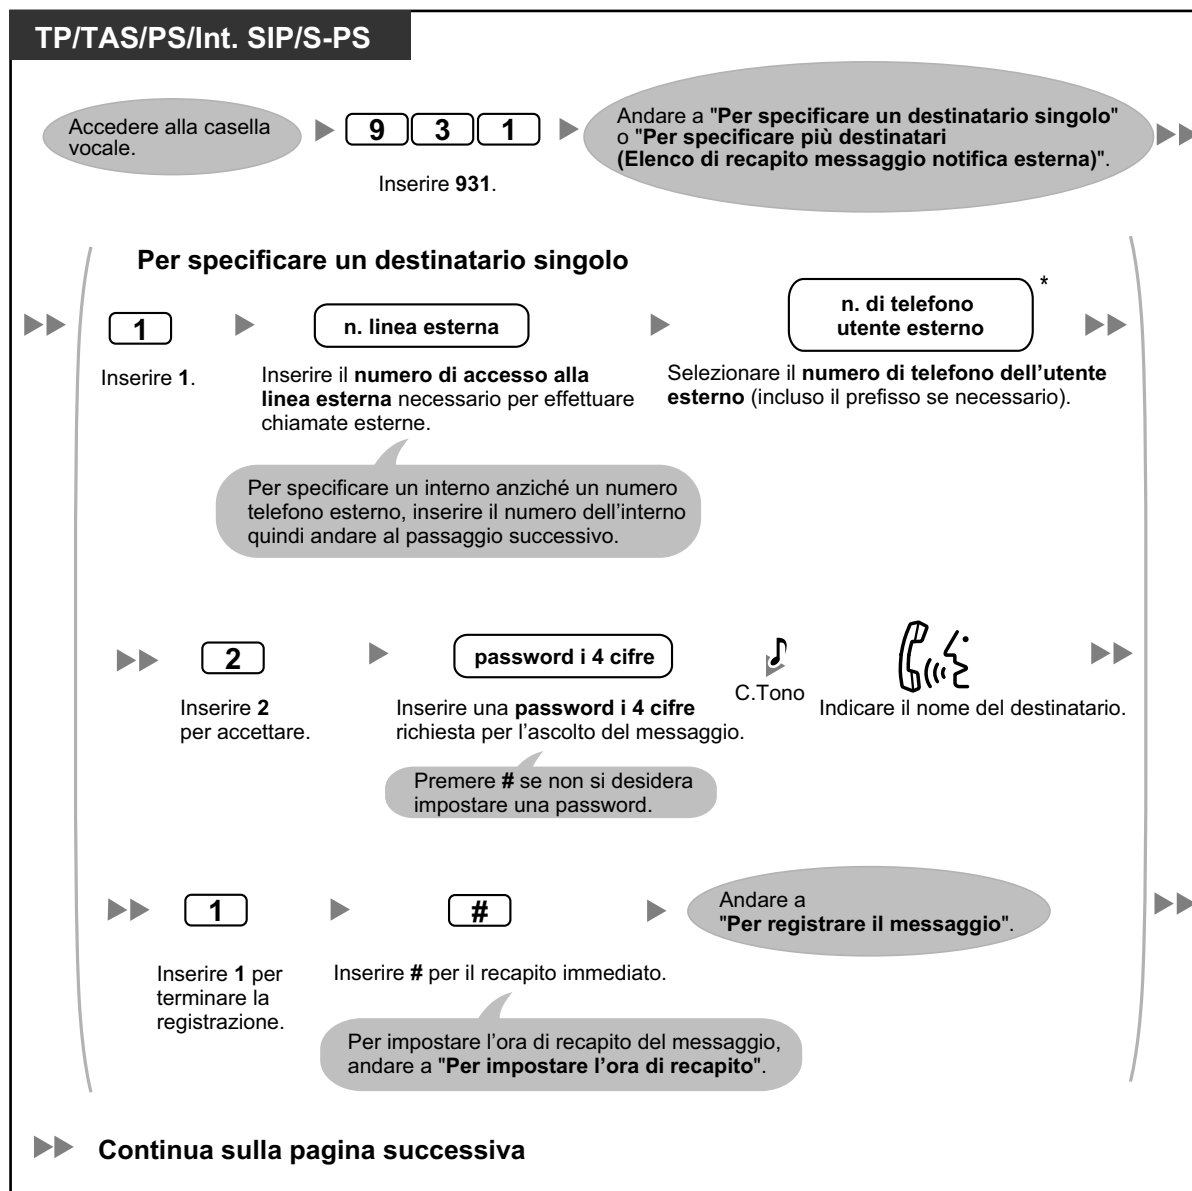 TP/TAS/PS/Int. SIP/S-PS
Accedere alla casella
vocale.
9 3 1
Inserire 931.
Andare a "Per specificare un destinatario singolo"
o "Per specificare più destinatari
(Elenco di recapito messaggio notifica esterna)".
Per specificare un destinatario singolo
1
Inserire 1.
n. linea esterna
Inserire il numero di accesso alla
linea esterna necessario per effettuare
chiamate esterne.
n. di telefono
utente esterno
*
Selezionare il numero di telefono dell'utente
esterno (incluso il prefisso se necessario).
Per specificare un interno anziché un numero
telefono esterno, inserire il numero dell'interno
quindi andare al passaggio successivo.
2
Inserire 2
per accettare.
password i 4 cifre
Inserire una password i 4 cifre
richiesta per l'ascolto del messaggio.
Premere # se non si desidera
impostare una password.
C.Tono
Indicare il nome del destinatario.
1
Inserire 1 per
terminare la
registrazione.
#
Inserire # per il recapito immediato.
Per impostare l'ora di recapito del messaggio,
andare a "Per impostare l'ora di recapito".
Andare a
"Per registrare il messaggio".
Continua sulla pagina successiva